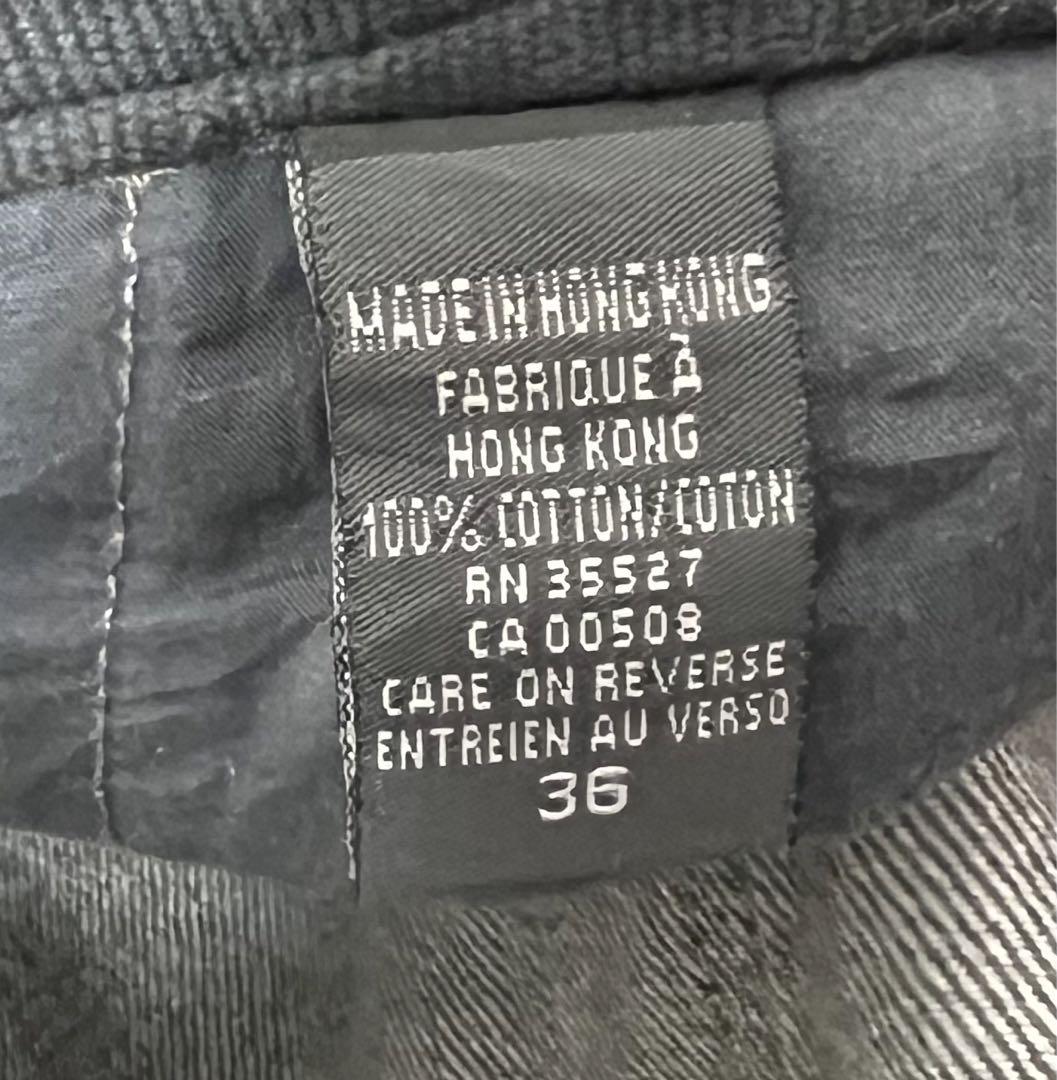 MADE IN HONG KONG
FABRIQUE À
HONG KONG
100% COTTON/COTON
RN 35527
CA 00508
CARE ON REVERSE
ENTREIEN AU VERSO
36